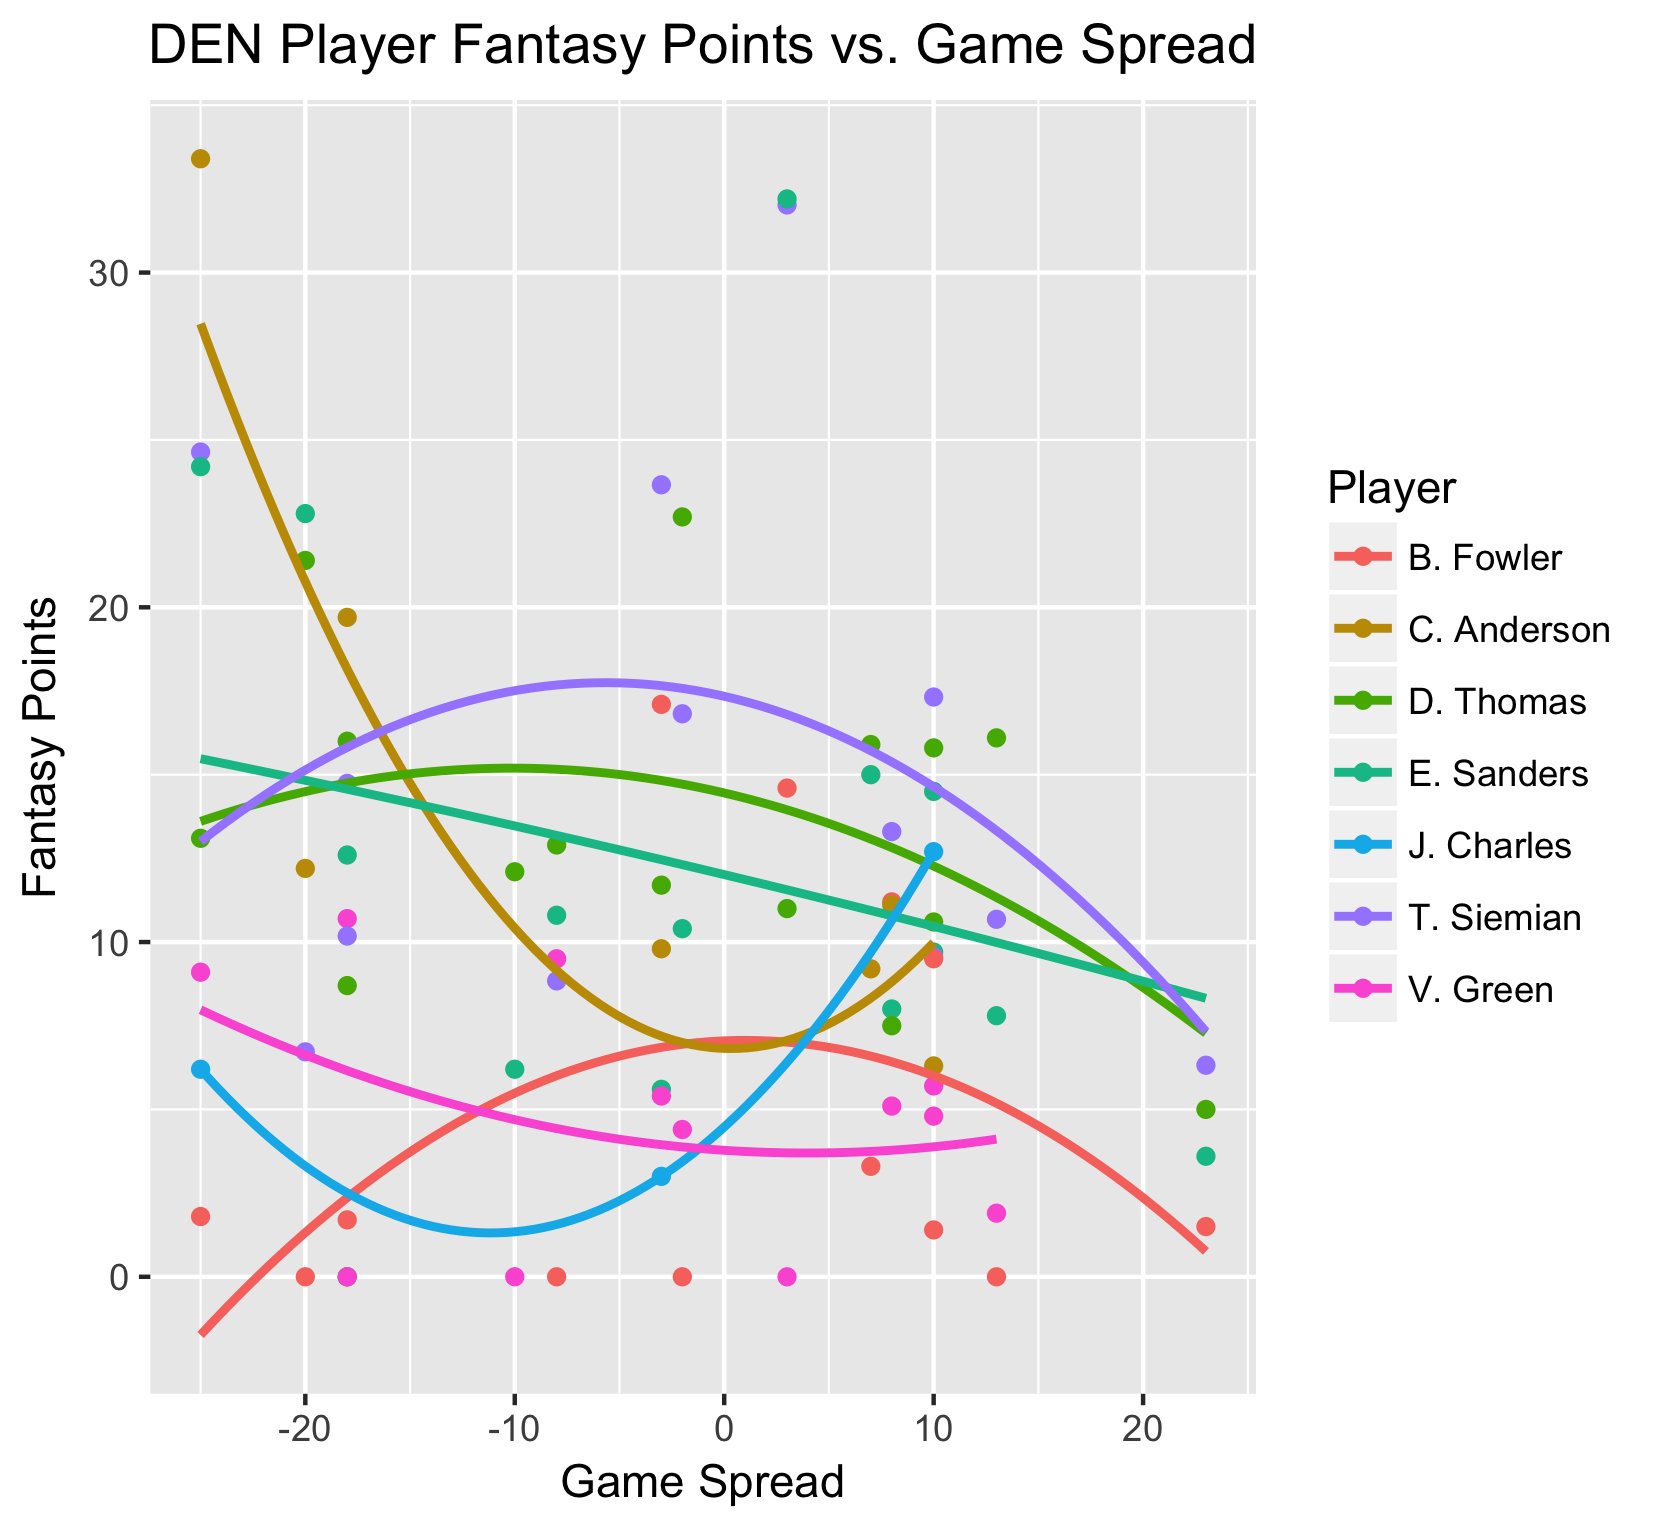 DEN Player Fantasy Points vs. Game Spread
Fantasy Points
30
20
10
0
-20
-10
0
10
20
Game Spread
Player
B. Fowler
C. Anderson
D. Thomas
E. Sanders
J. Charles
T. Siemian
V. Green